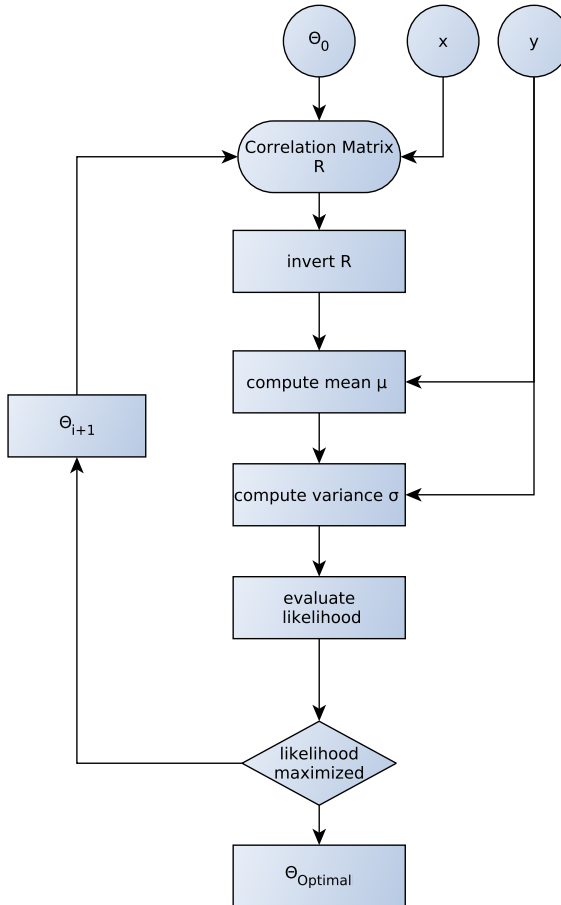 Θ0
x
y
Correlation Matrix
R
invert R
compute mean μ
Θi+1
compute variance σ
evaluate
likelihood
likelihood
maximized
ΘOptimal